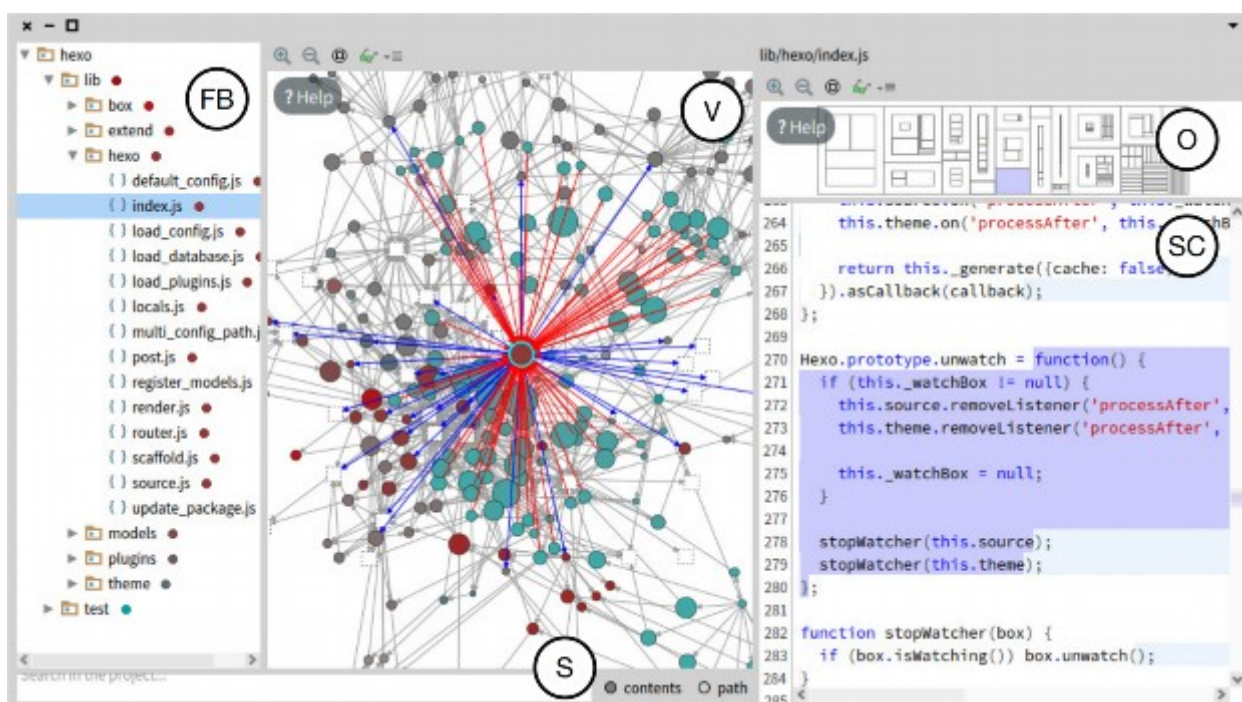 hexo
lib
box
extend
hexo
default_config.js
index.js
load_config.js
load_database.js
load_plugins.js
locals.js
multi_config_path.j
post.js
register_models.js
render.js
router.js
scaffold.js
source.js
update_package.js
models
plugins
theme
test
FB
? Help
V
S
Search in the project...
contents
path
lib/hexo/index.js
? Help
O
SC
264 this.theme.on('processAfter', this.
265
266 return this._generate({cache: false
267 }).asCallback(callback);
268 };
269
270 Hexo.prototype.unwatch = function() {
271 if (this._watchBox != null) {
272 this.source.removeListener('processAfter',
273 this.theme.removeListener('processAfter',
274
275 this._watchBox = null;
276 }
277
278 stopWatcher(this.source);
279 stopWatcher(this.theme);
280 };
281
282 function stopWatcher(box) {
283 if (box.isWatching()) box.unwatch();
284 }
285